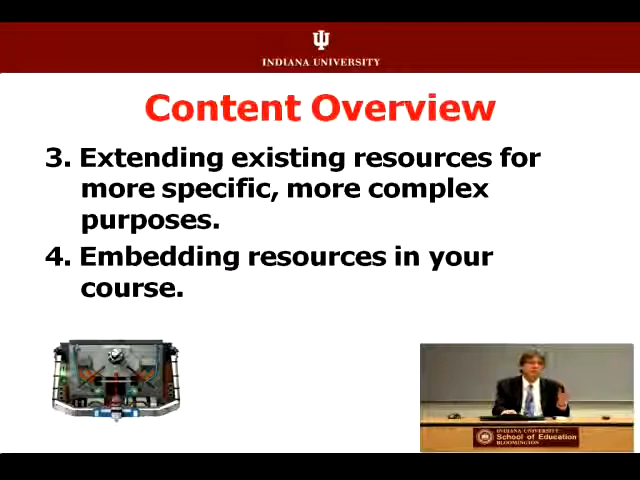 INDIANA UNIVERSITY
Content Overview
3. Extending existing resources for
more specific, more complex
purposes.
4. Embedding resources in your
course.
INDIANA UNIVERSITY
School of Education
BLOOMINGTON